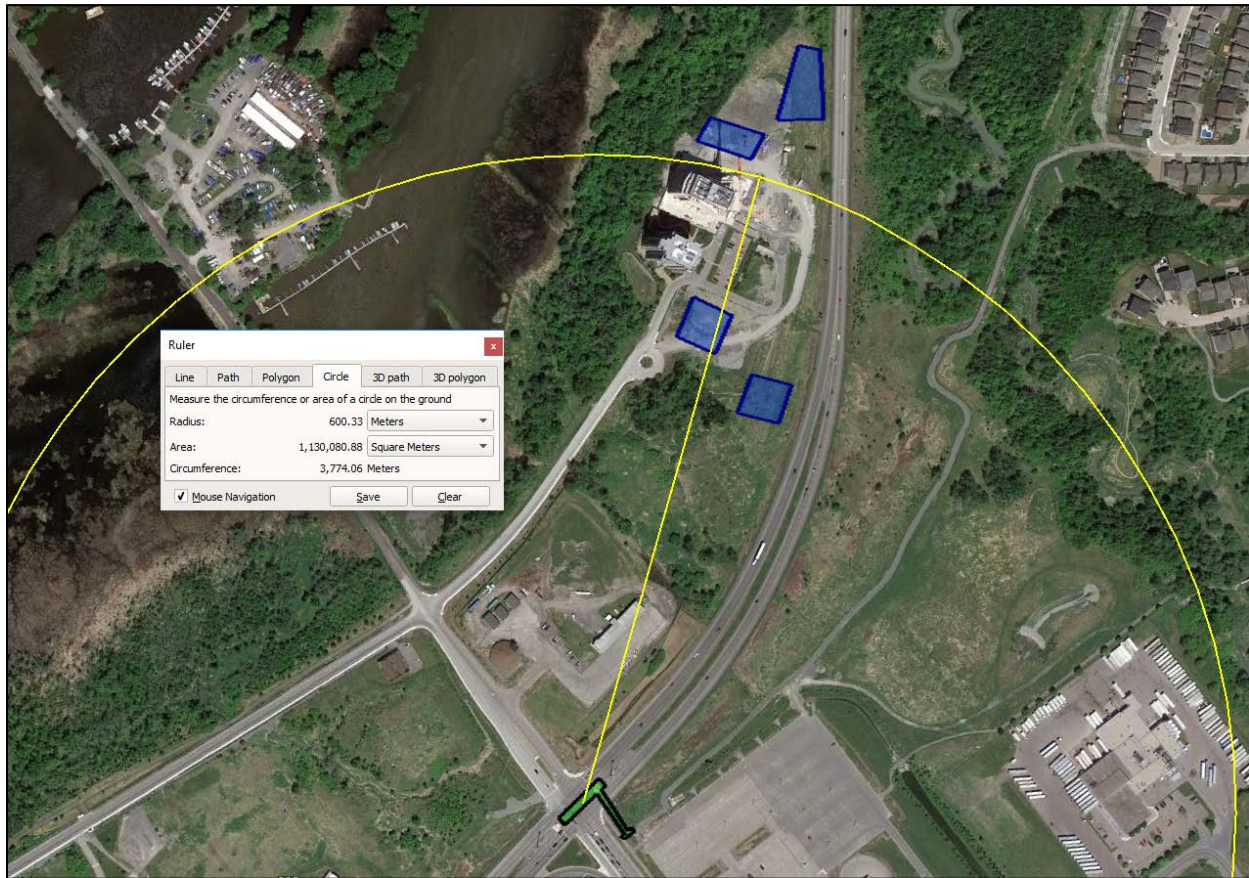 Ruler
x
Line Path Polygon Circle 3D path 3D polygon
Measure the circumference or area of a circle on the ground
Radius: 600.33 Meters
Area: 1,130,080.88 Square Meters
Circumference: 3,774.06 Meters
Mouse Navigation Save Clear